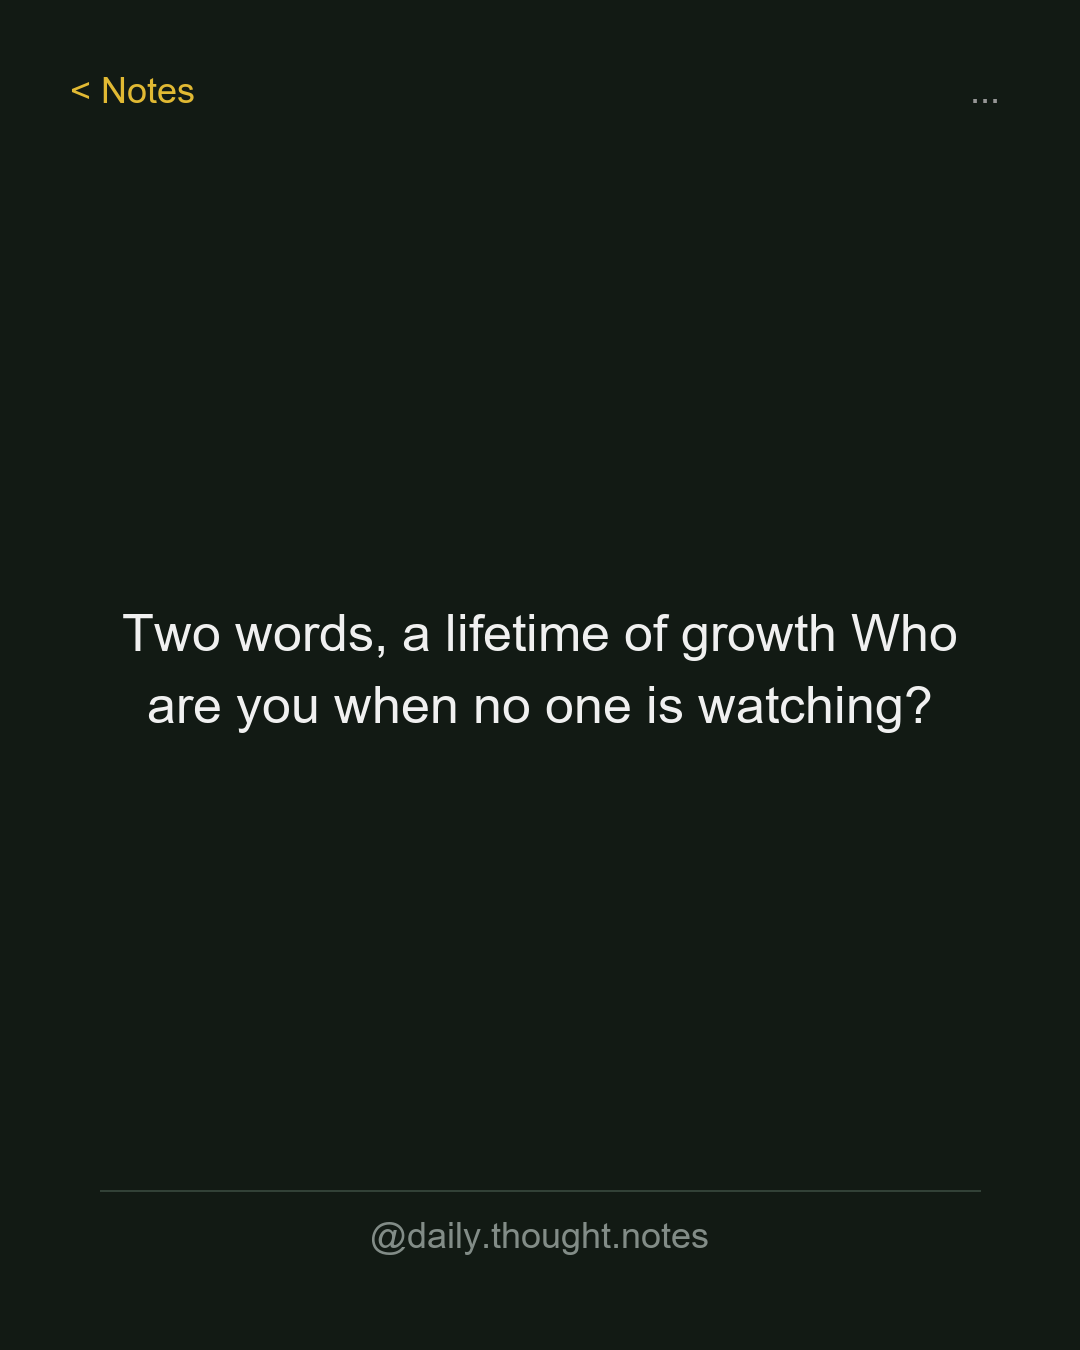 < Notes
...
Two words, a lifetime of growth Who
are you when no one is watching?
@daily.thought.notes